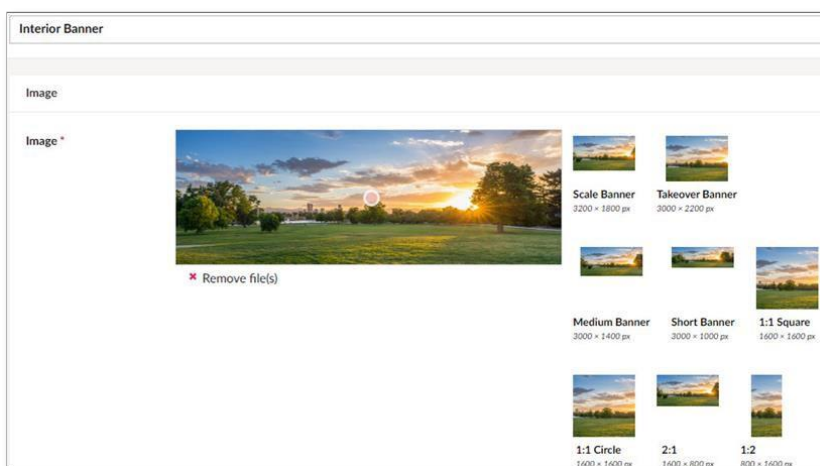 Interior Banner
Image
Image *
Remove file(s)
Scale Banner Takeover Banner
3200 × 1800 px 3000 × 2200 px
Medium Banner Short Banner 1:1 Square
3000 × 1400 px 3000 × 1000 px 1600 × 1600 px
1:1 Circle 2:1 1:2
1600 × 1600 px 1600 × 800 px 800 × 1600 px